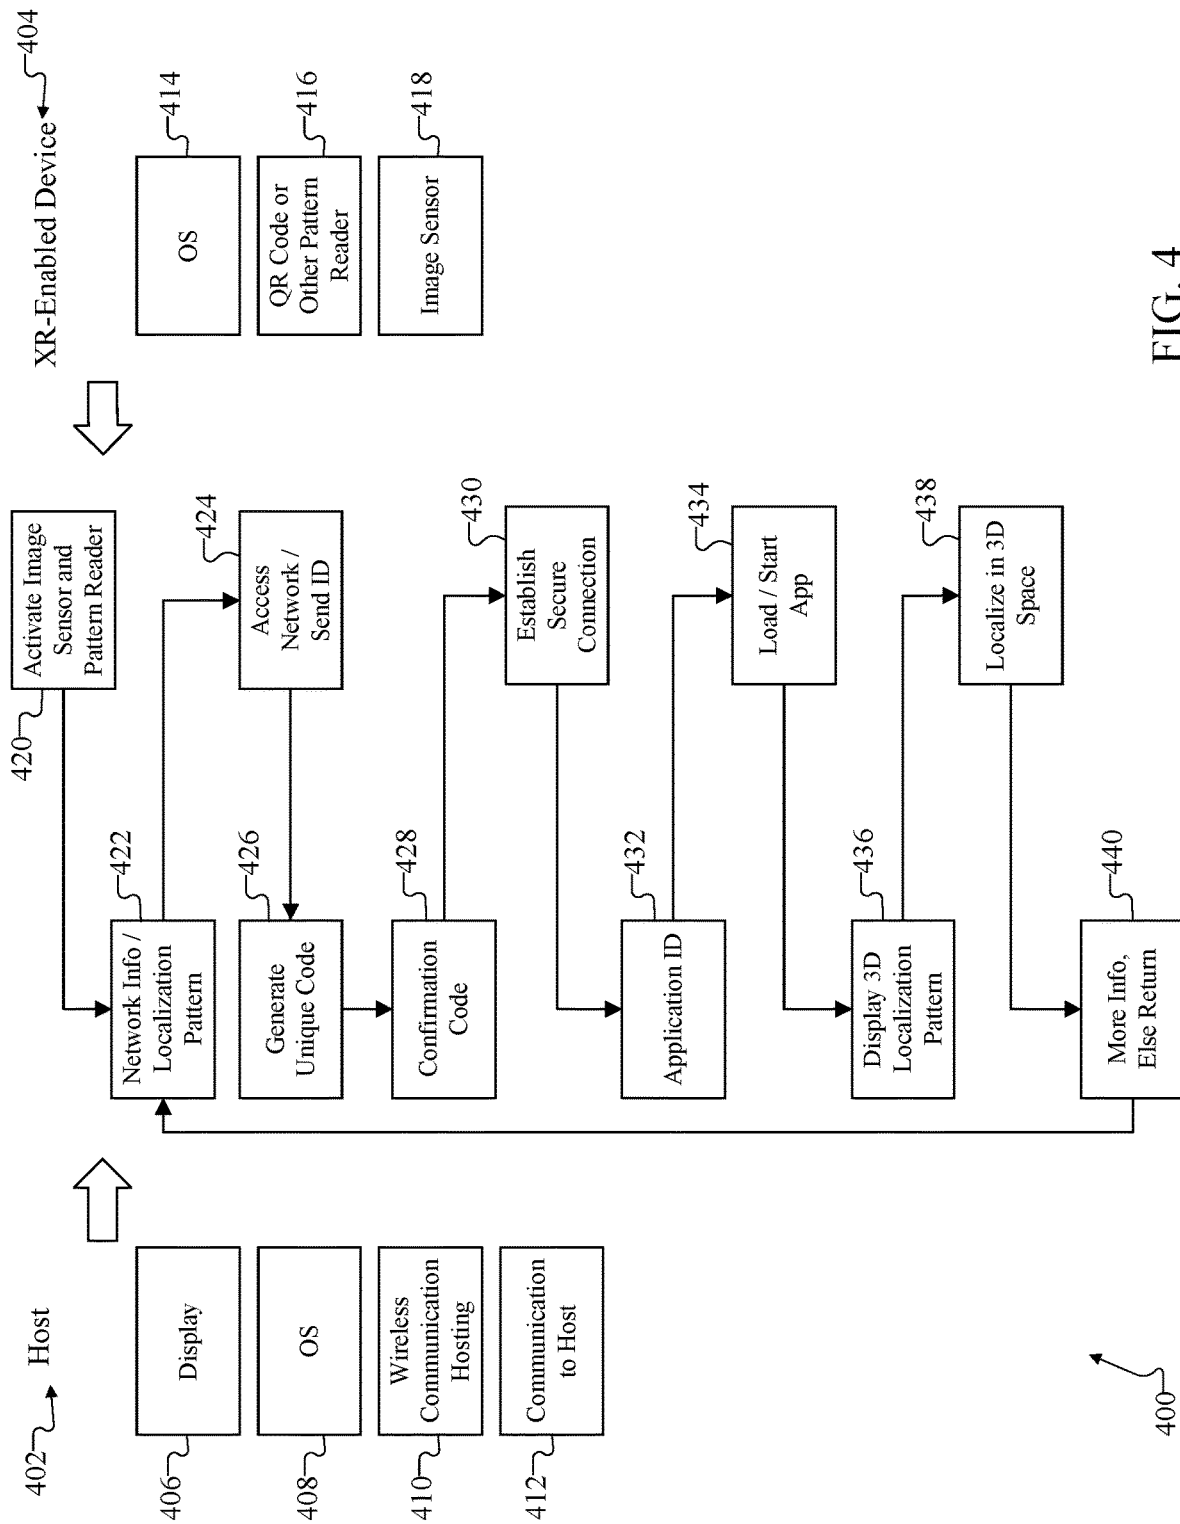 402
Host
XR-Enabled Device
404
Display
406
OS
408
Wireless
Communication
Hosting
410
Communication
to Host
412
OS
414
QR Code or
Other Pattern
Reader
416
Image Sensor
418
Activate Image
Sensor and
Pattern Reader
420
Network Info /
Localization
Pattern
422
Access
Network /
Send ID
424
Generate
Unique Code
426
Confirmation
Code
428
Establish
Secure
Connection
430
Application ID
432
Load / Start
App
434
Display 3D
Localization
Pattern
436
Localize in 3D
Space
438
More Info,
Else Return
440
400
FIG. 4